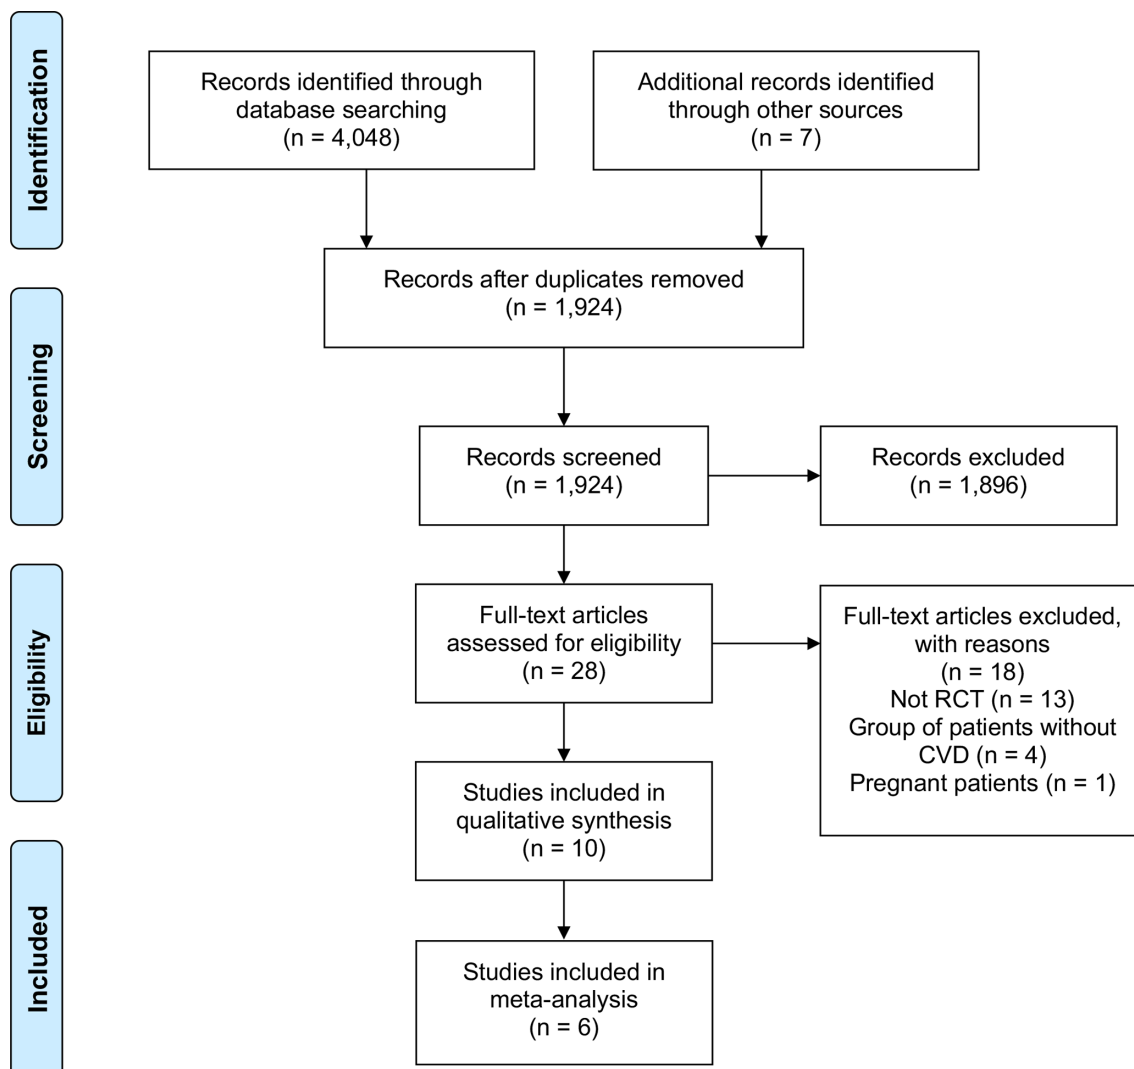 Identification
Records identified through
database searching
(n = 4,048)
Additional records identified
through other sources
(n = 7)
Records after duplicates removed
(n = 1,924)
Screening
Records screened
(n = 1,924)
Records excluded
(n = 1,896)
Eligibility
Full-text articles
assessed for eligibility
(n = 28)
Full-text articles excluded,
with reasons
(n = 18)
Not RCT (n = 13)
Group of patients without
CVD (n = 4)
Pregnant patients (n = 1)
Studies included in
qualitative synthesis
(n = 10)
Included
Studies included in
meta-analysis
(n = 6)